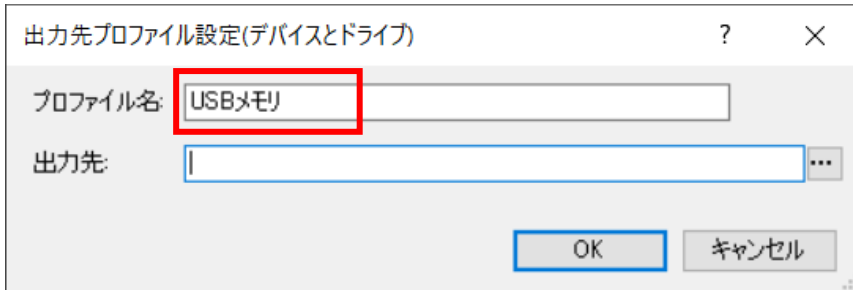 出力先プロファイル設定(デバイスとドライブ) ?
プロファイル名: USBメモリ
出力先: ...
OK キャンセル